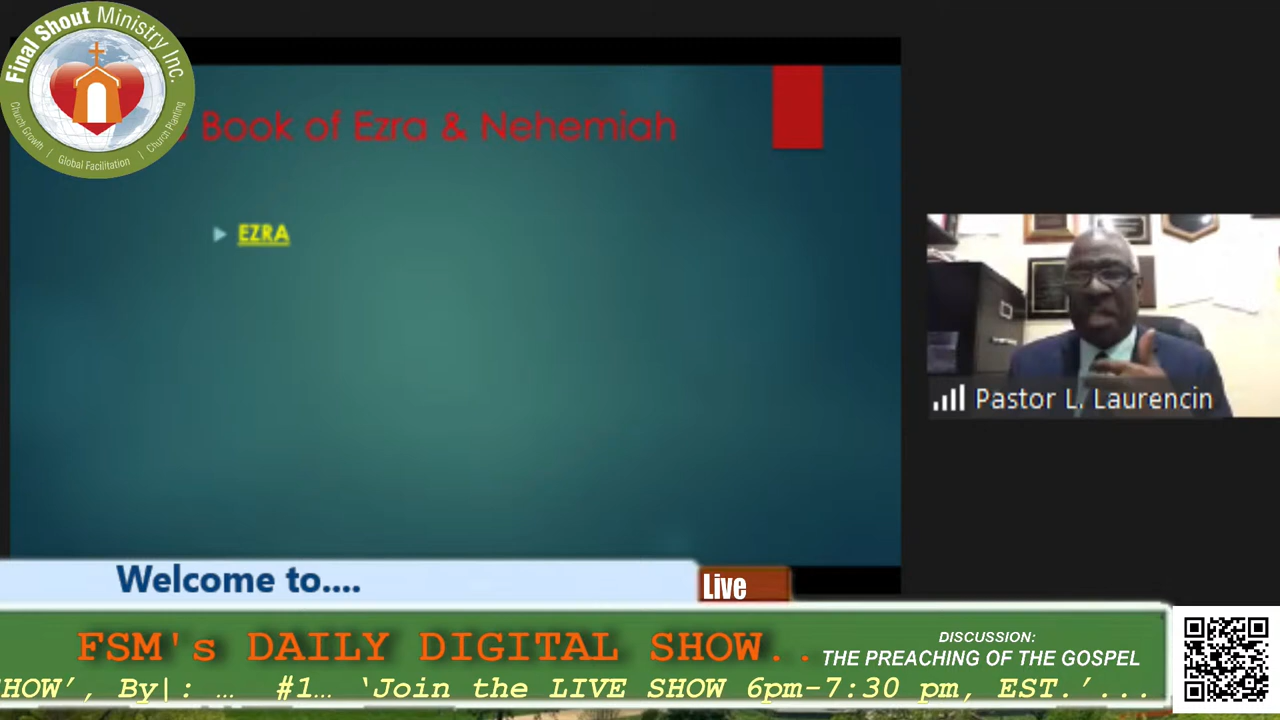 Final Shout Ministry Inc.
Church Growth | Global Facilitation | Church Planting
Book of Ezra & Nehemiah
EZRA
Pastor L. Laurencin
Welcome to....
Live
FSM's DAILY DIGITAL SHOW..
DISCUSSION:
THE PREACHING OF THE GOSPEL
HOW’, By|: … #1… ‘Join the LIVE SHOW 6pm-7:30 pm, EST.’...